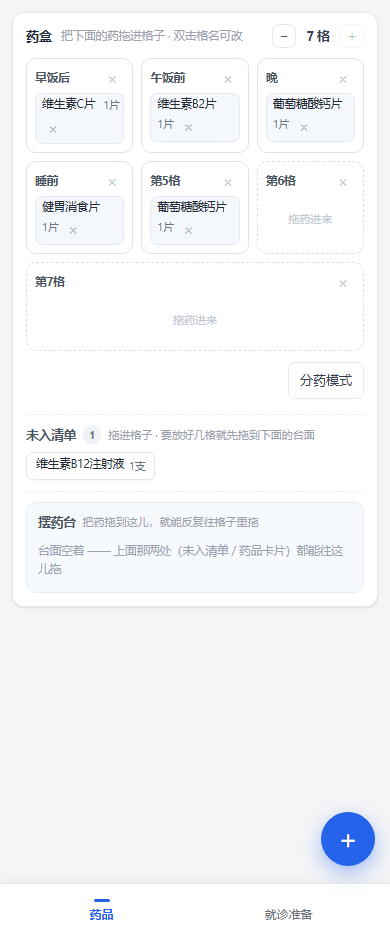 药盒 把下面的药拖进格子 · 双击格名可改 − 7 格 +
早饭后 × 午饭前 × 晚 ×
维生素C片 1片 × 维生素B2片 1片 × 葡萄糖酸钙片 1片 ×
睡前 × 第5格 × 第6格 ×
健胃消食片 1片 × 葡萄糖酸钙片 1片 × 拖药进来
第7格 ×
拖药进来
分药模式
未入清单 1 拖进格子 · 要放好几格就先拖到下面的台面
维生素B12注射液 1支
摆药台 把药拖到这儿，就能反复往格子里拖
台面空着 —— 上面那两处（未入清单 / 药品卡片）都能往这
儿拖
+
药品 就诊准备